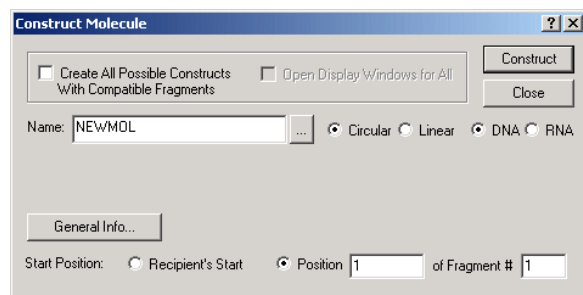 Construct Molecule
Create All Possible Constructs
With Compatible Fragments
Open Display Windows for All
Construct
Close
Name: NEWMOL ... Circular Linear DNA RNA
General Info...
Start Position: Recipient's Start Position 1 of Fragment # 1